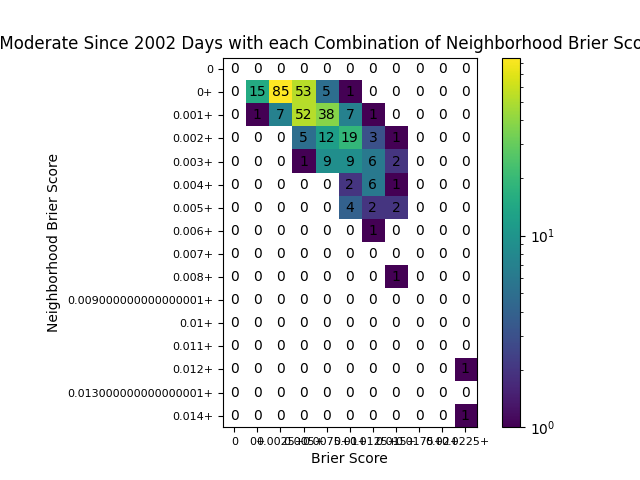 Moderate Since 2002 Days with each Combination of Neighborhood Brier Sco
Neighborhood Brier Score
0 0 0 0 0 0 0 0 0 0 0 0
0+ 0 15 85 53 5 1 0 0 0 0 0
0.001+ 0 1 7 52 38 7 1 0 0 0 0
0.002+ 0 0 0 5 12 19 3 1 0 0 0
0.003+ 0 0 0 1 9 9 6 2 0 0 0
0.004+ 0 0 0 0 0 2 6 1 0 0 0
0.005+ 0 0 0 0 0 4 2 2 0 0 0
0.006+ 0 0 0 0 0 0 1 0 0 0 0
0.007+ 0 0 0 0 0 0 0 0 0 0 0
0.008+ 0 0 0 0 0 0 0 1 0 0 0
0.009000000000000001+ 0 0 0 0 0 0 0 0 0 0 0
0.01+ 0 0 0 0 0 0 0 0 0 0 0
0.011+ 0 0 0 0 0 0 0 0 0 0 0
0.012+ 0 0 0 0 0 0 0 0 0 0 1
0.013000000000000001+ 0 0 0 0 0 0 0 0 0 0 0
0.014+ 0 0 0 0 0 0 0 0 0 0 1
0 0+ 0.0025+ 0.005+ 0.0075+ 0.01+ 0.0125+ 0.015+ 0.0175+ 0.02+ 0.0225+
Brier Score
10^1
10^0